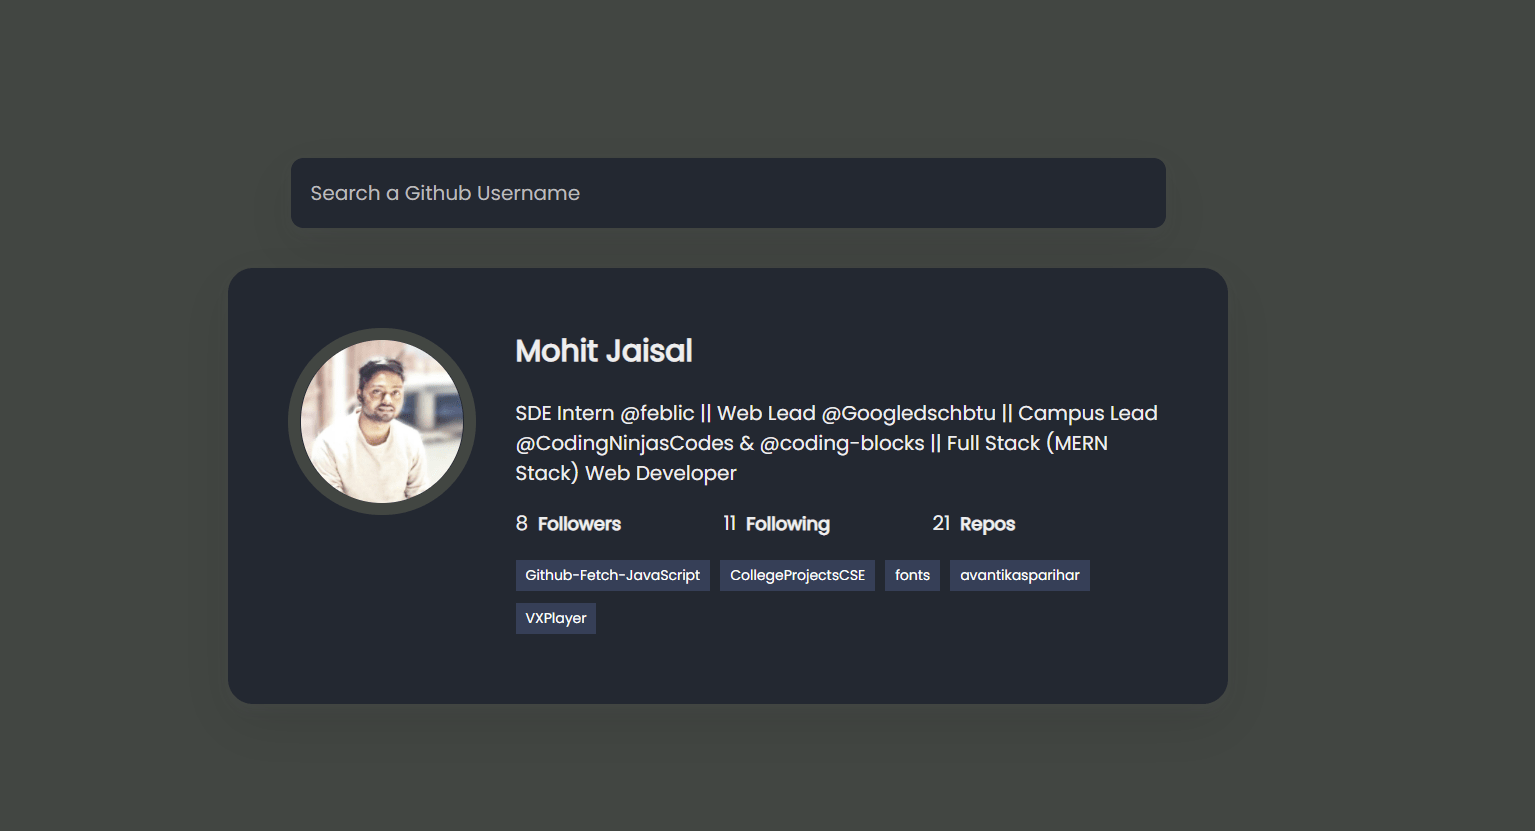 Search a Github Username
Mohit Jaisal
SDE Intern @feblic || Web Lead @Googledschbtu || Campus Lead
@CodingNinjasCodes & @coding-blocks || Full Stack (MERN
Stack) Web Developer
8 Followers 11 Following 21 Repos
Github-Fetch-JavaScript CollegeProjectsCSE fonts avantikasparihar
VXPlayer